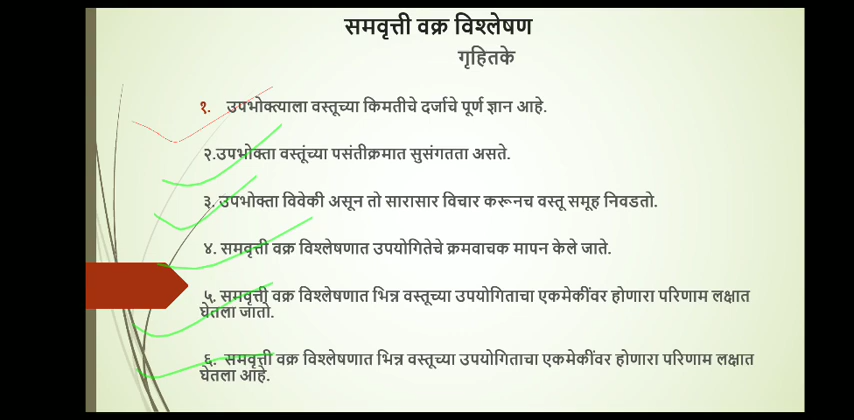 समवृत्ती वक्र विश्लेषण
गृहितके
१. उपभोक्त्याला वस्तूच्या किमतीचे दर्जाचे पूर्ण ज्ञान आहे.
२.उपभोक्ता वस्तूंच्या पसंतीक्रमात सुसंगतता असते.
३. उपभोक्ता विवेकी असून तो सारासार विचार करूनच वस्तू समूह निवडतो.
४. समवृत्ती वक्र विश्लेषणात उपयोगितेचे क्रमवाचक मापन केले जाते.
५. समवृत्ती वक्र विश्लेषणात भिन्न वस्तूच्या उपयोगिताचा एकमेकींवर होणारा परिणाम लक्षात
घेतला जातो.
६. समवृत्ती वक्र विश्लेषणात भिन्न वस्तूच्या उपयोगिताचा एकमेकींवर होणारा परिणाम लक्षात
घेतला आहे.